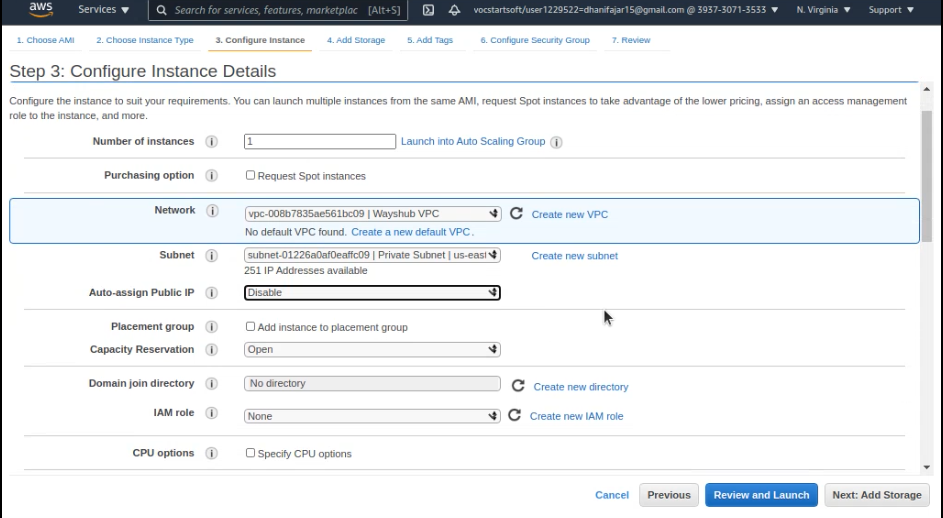 aws Services ▼ Search for services, features, marketplac [Alt+S] vocstartsoft/user1229522=dhanifajar15@gmail.com @ 3937-3071-3533 ▼ N. Virginia ▼ Support ▼
1. Choose AMI 2. Choose Instance Type 3. Configure Instance 4. Add Storage 5. Add Tags 6. Configure Security Group 7. Review
Step 3: Configure Instance Details
Configure the instance to suit your requirements. You can launch multiple instances from the same AMI, request Spot instances to take advantage of the lower pricing, assign an access management
role to the instance, and more.
Number of instances i 1 Launch into Auto Scaling Group i
Purchasing option i Request Spot instances
Network i vpc-008b7835ae561bc09 | Wayshub VPC Create new VPC
No default VPC found. Create a new default VPC.
Subnet i subnet-01226a0af0eaffc09 | Private Subnet | us-east Create new subnet
251 IP Addresses available
Auto-assign Public IP i Disable
Placement group i Add instance to placement group
Capacity Reservation i Open
Domain join directory i No directory Create new directory
IAM role i None Create new IAM role
CPU options i Specify CPU options
Cancel Previous Review and Launch Next: Add Storage